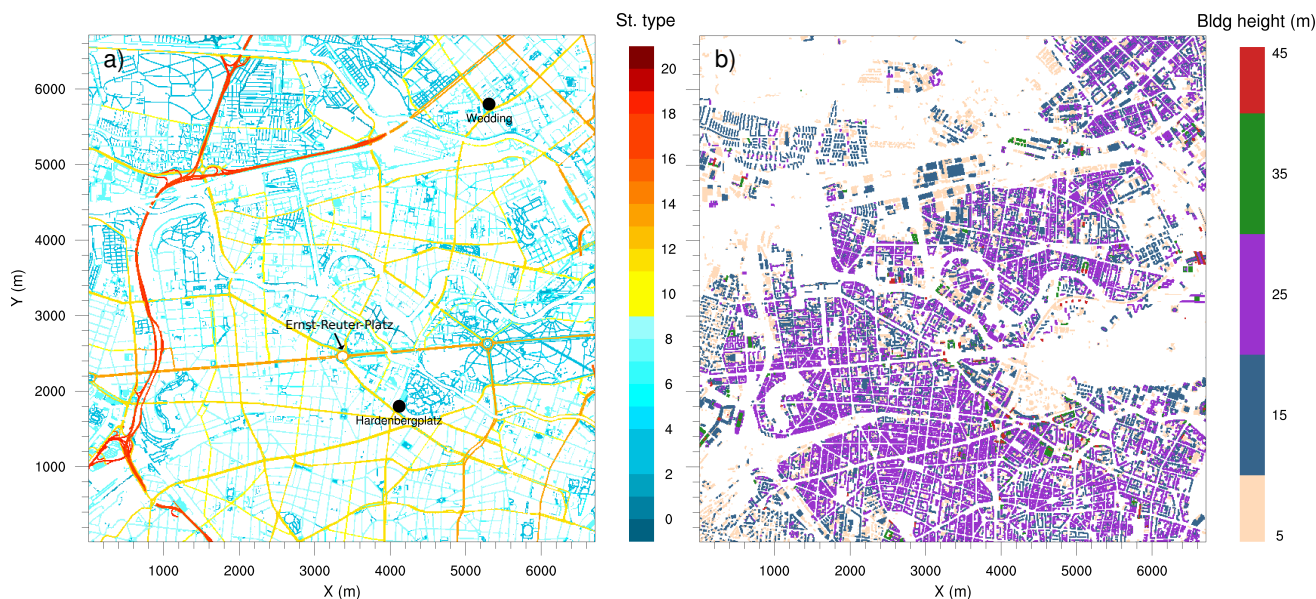 St. type
Bldg height (m)
a)
b)
Wedding
Ernst-Reuter-Platz
Hardenbergplatz
6000
5000
4000
3000
2000
1000
Y (m)
1000 2000 3000 4000 5000 6000
X (m)
20
18
16
14
12
10
8
6
4
2
0
1000 2000 3000 4000 5000 6000
X (m)
45
35
25
15
5